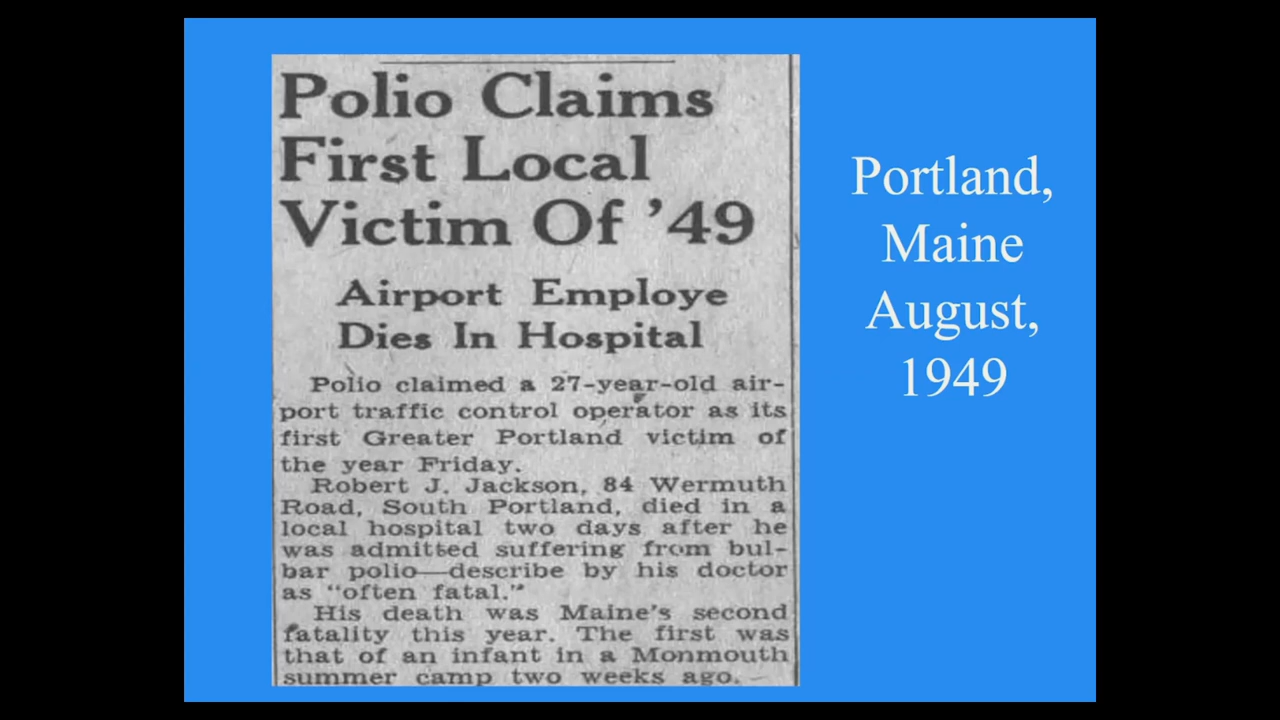 Polio Claims
First Local
Victim Of '49
Airport Employe
Dies In Hospital
Polio claimed a 27-year-old air-
port traffic control operator as its
first Greater Portland victim of
the year Friday.
Robert J. Jackson, 84 Wermuth
Road, South Portland, died in a
local hospital two days after he
was admitted suffering from bul-
bar polio—describe by his doctor
as "often fatal."
His death was Maine's second
fatality this year. The first was
that of an infant in a Monmouth
summer camp two weeks ago.
Portland,
Maine
August,
1949